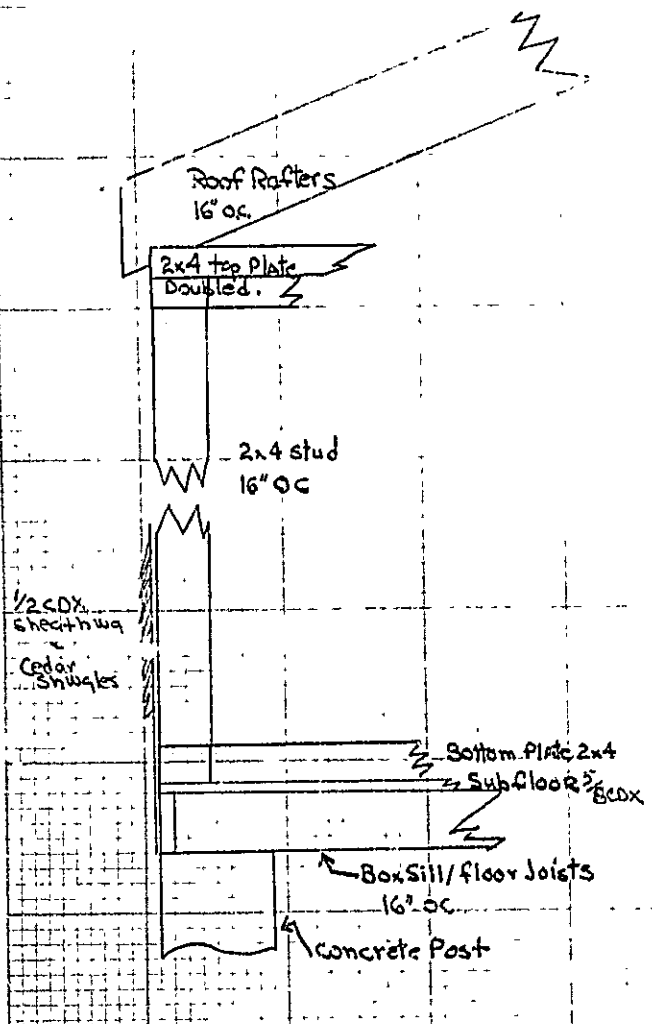 Roof Rafters
16" o.c.
2x4 top Plate
Doubled.
2x4 stud
16" OC
1/2 CDX
sheathing
&
Cedar
Shingles
Bottom Plate 2x4
Subfloor 5/8 CDX
Box Sill/floor Joists
16" OC
Concrete Post